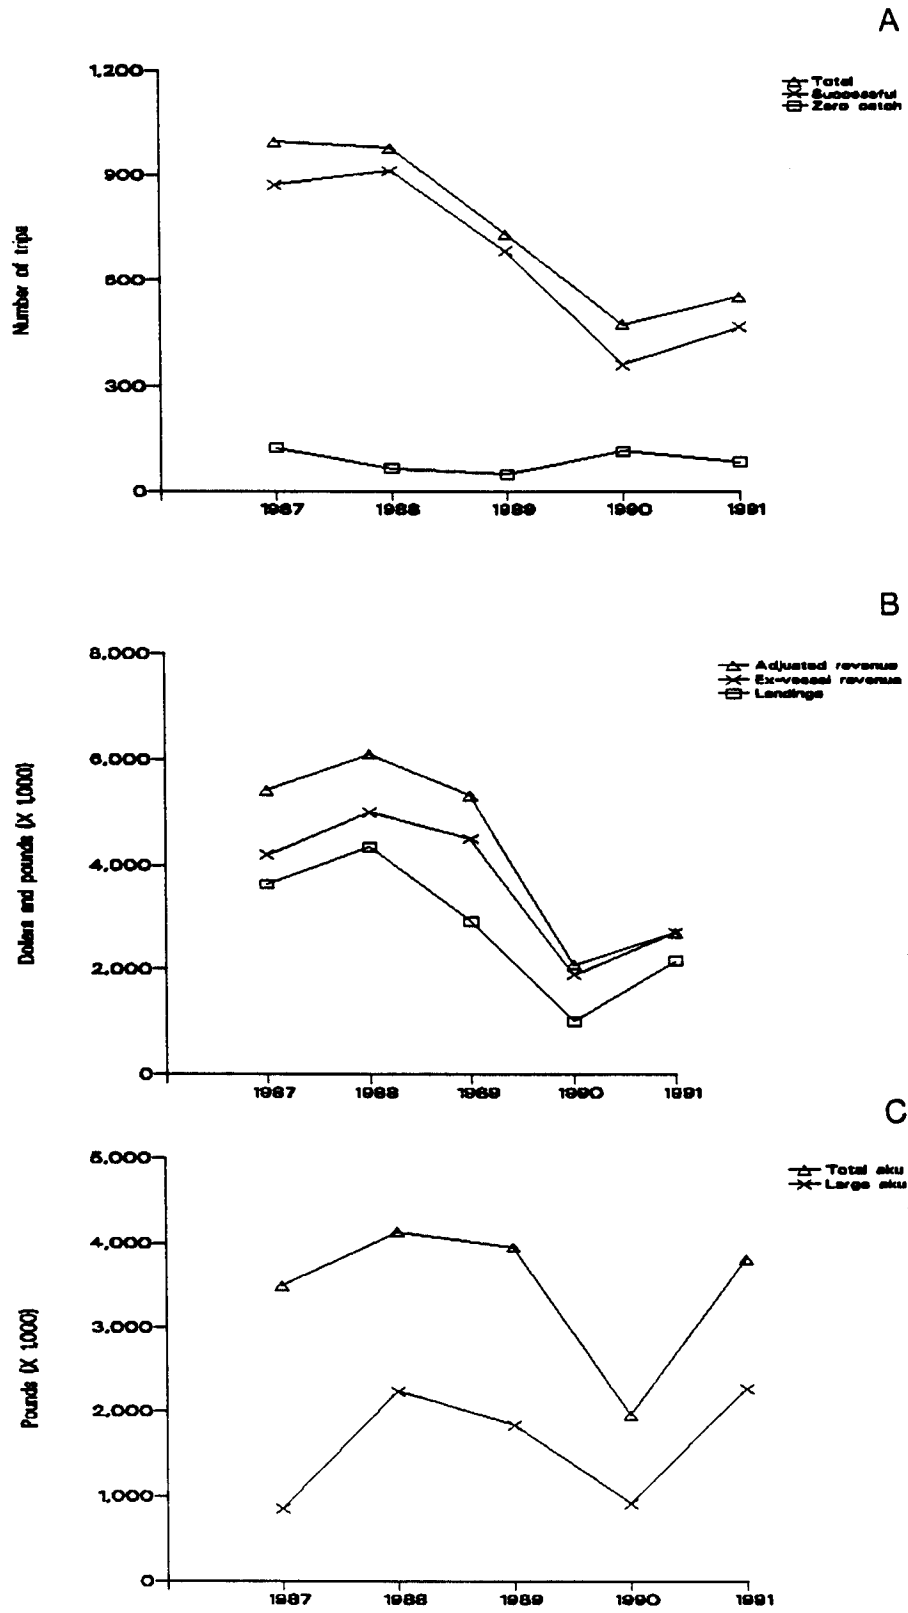 A
1,200
Total
Successful
Zero catch
900
Number of trips
600
300
0
1987
1988
1989
1990
1991
B
8,000
Adjusted revenue
Ex-vessel revenue
Landings
6,000
Dollars and pounds (X 1,000)
4,000
2,000
0
1987
1988
1989
1990
1991
C
5,000
Total aku
Large aku
4,000
3,000
Pounds (X 1,000)
2,000
1,000
0
1987
1988
1989
1990
1991